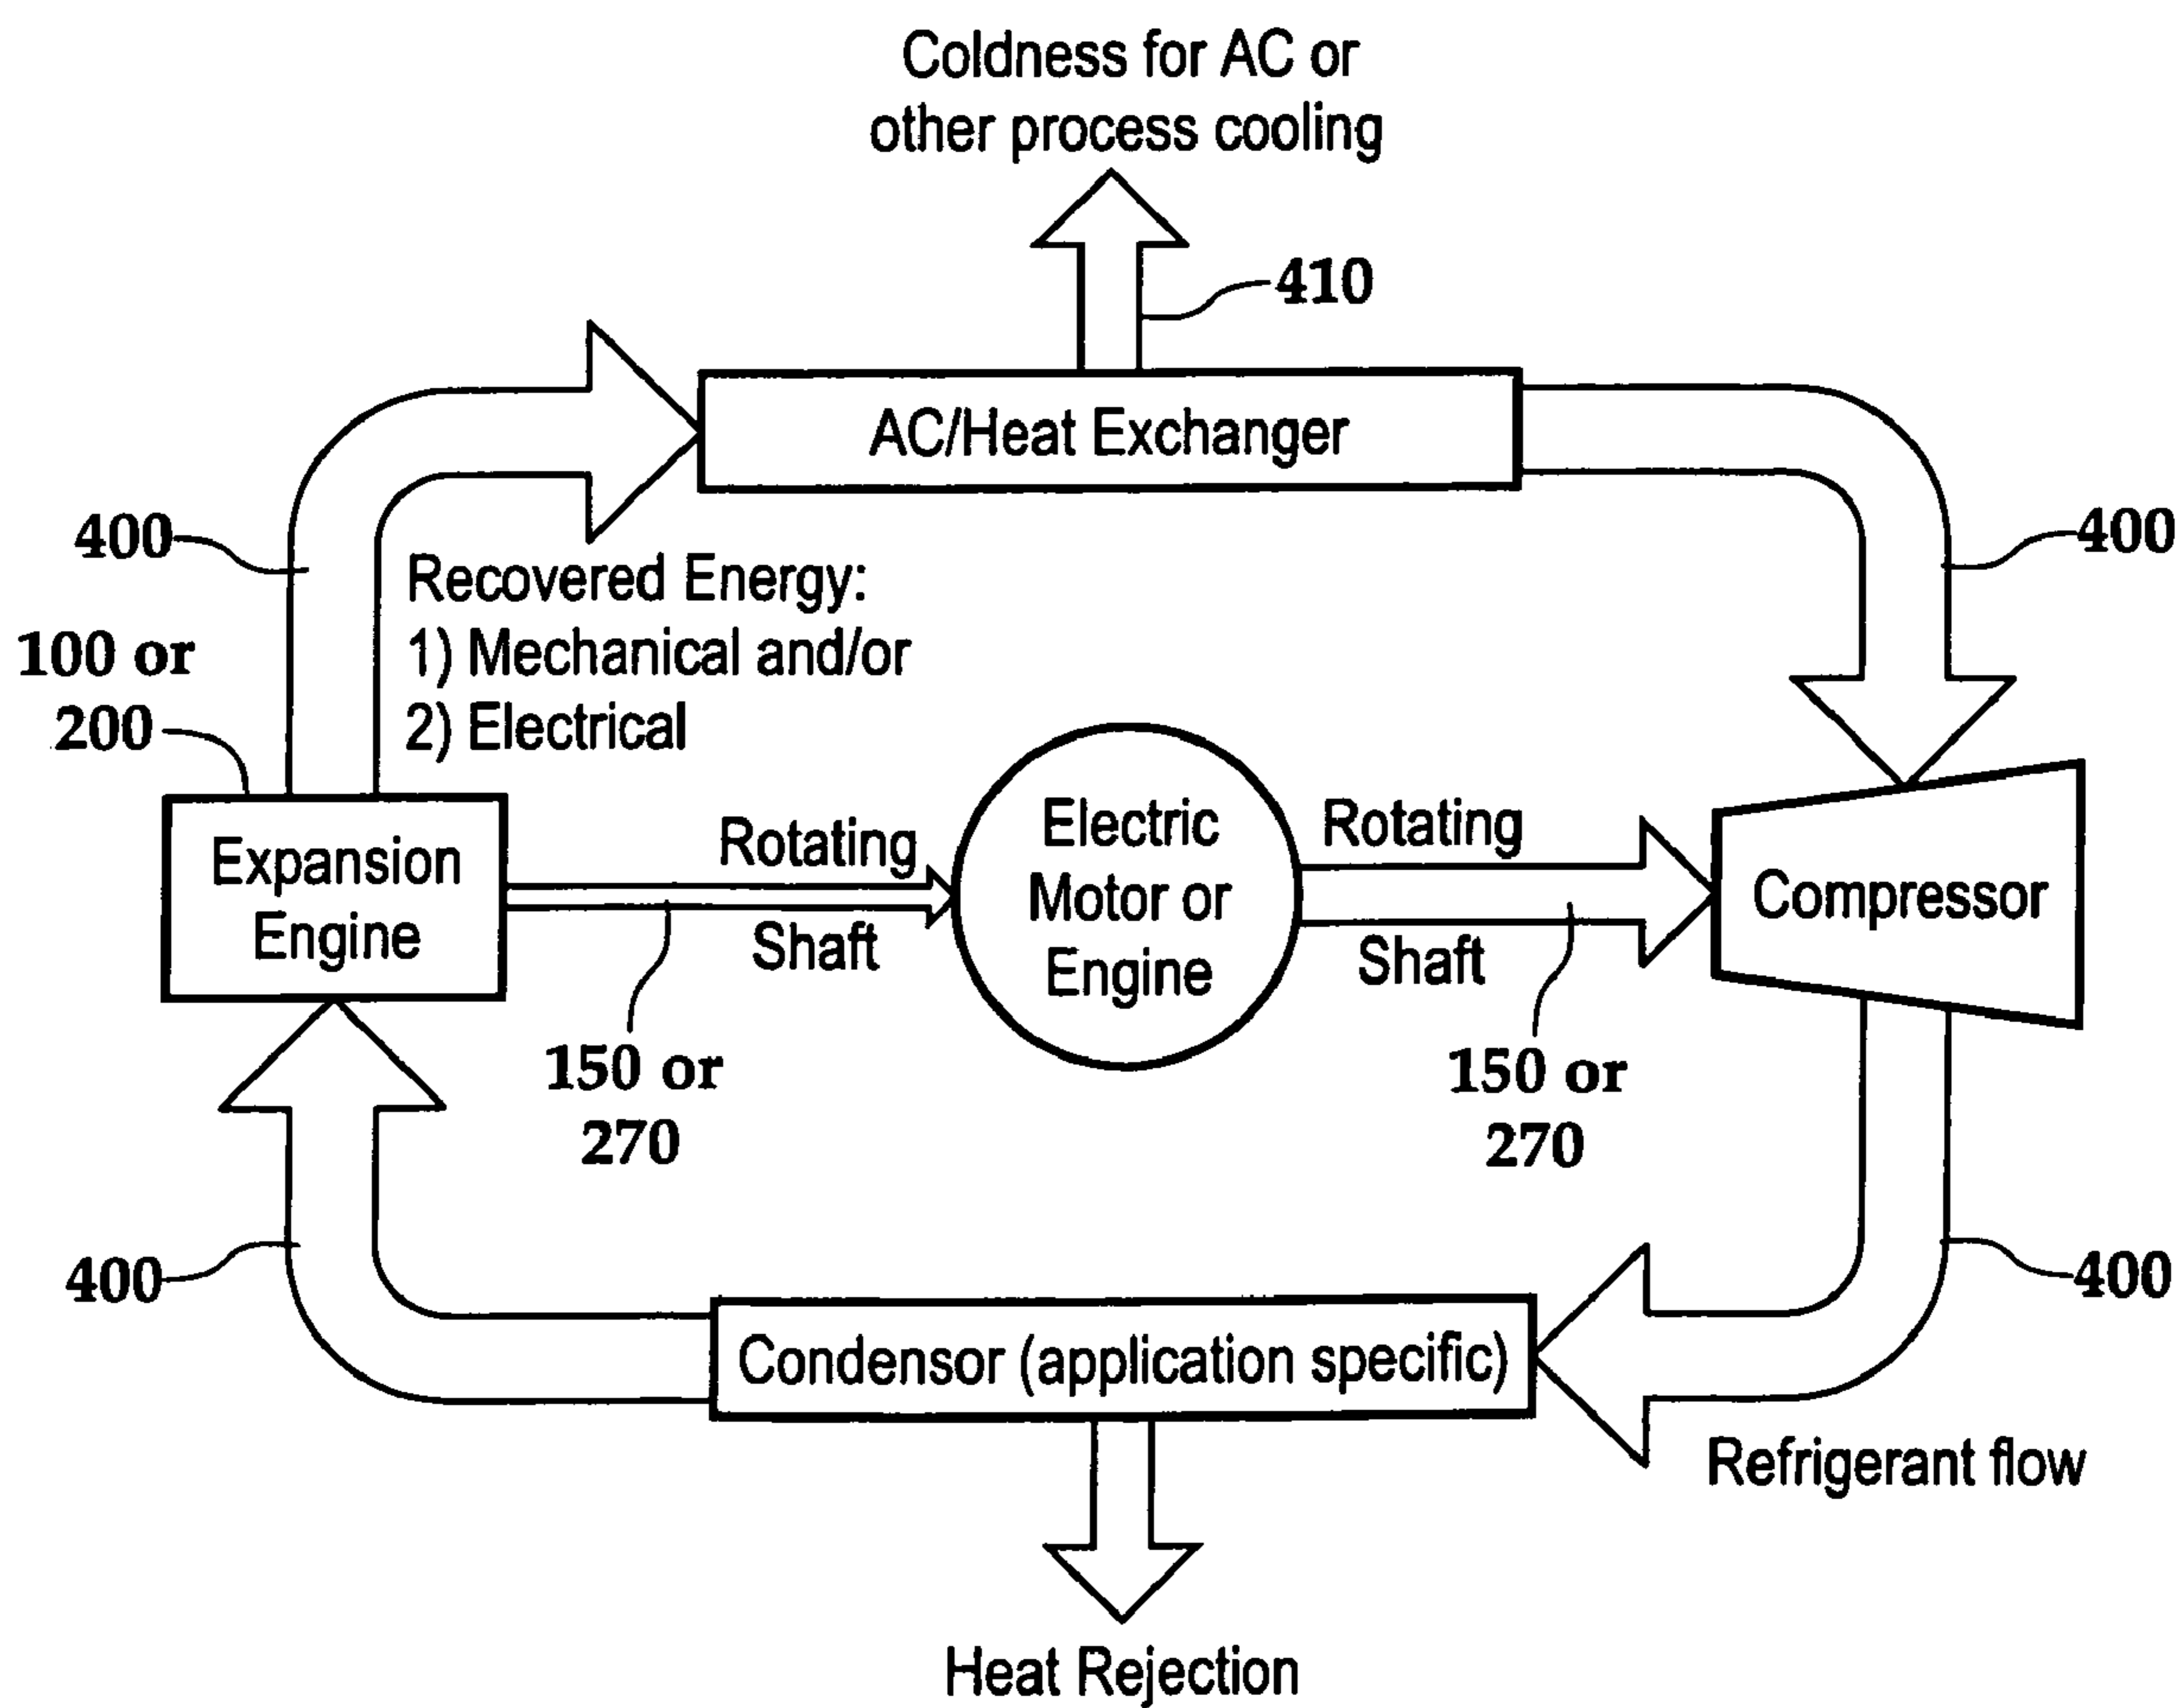 Coldness for AC or
other process cooling
410
AC/Heat Exchanger
400
400
Recovered Energy:
1) Mechanical and/or
2) Electrical
100 or
200
Expansion
Engine
Rotating
Shaft
150 or
270
Electric
Motor or
Engine
Rotating
Shaft
150 or
270
Compressor
400
400
Condensor (application specific)
Refrigerant flow
Heat Rejection